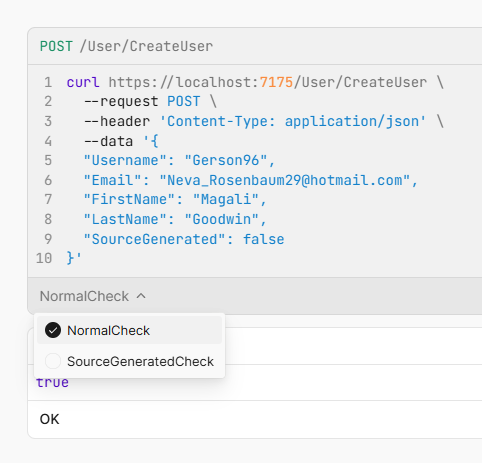 POST /User/CreateUser
1 curl https://localhost:7175/User/CreateUser \
2 --request POST \
3 --header 'Content-Type: application/json' \
4 --data '{
5 "Username": "Gerson96",
6 "Email": "Neva_Rosenbaum29@hotmail.com",
7 "FirstName": "Magali",
8 "LastName": "Goodwin",
9 "SourceGenerated": false
10 }'
NormalCheck
NormalCheck
SourceGeneratedCheck
true
OK